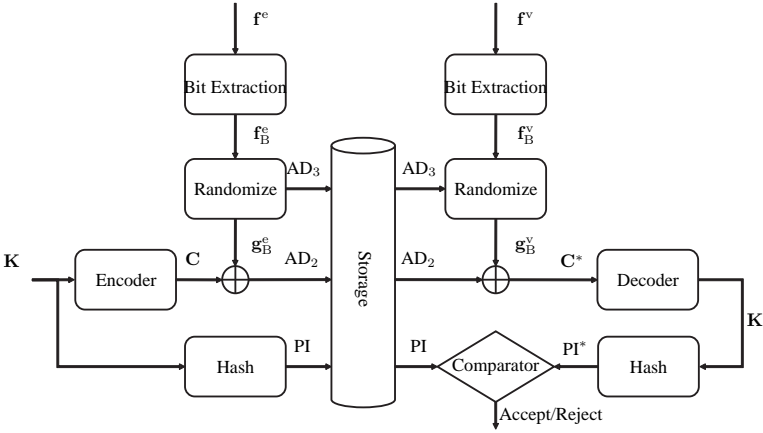 f^e f^v
Bit Extraction Bit Extraction
f_B^e f_B^v
AD_3 AD_3
Randomize Randomize
g_B^e g_B^v
K C AD_2 Storage AD_2 C*
Encoder Decoder
K
PI PI PI*
Hash Comparator Hash
Accept/Reject